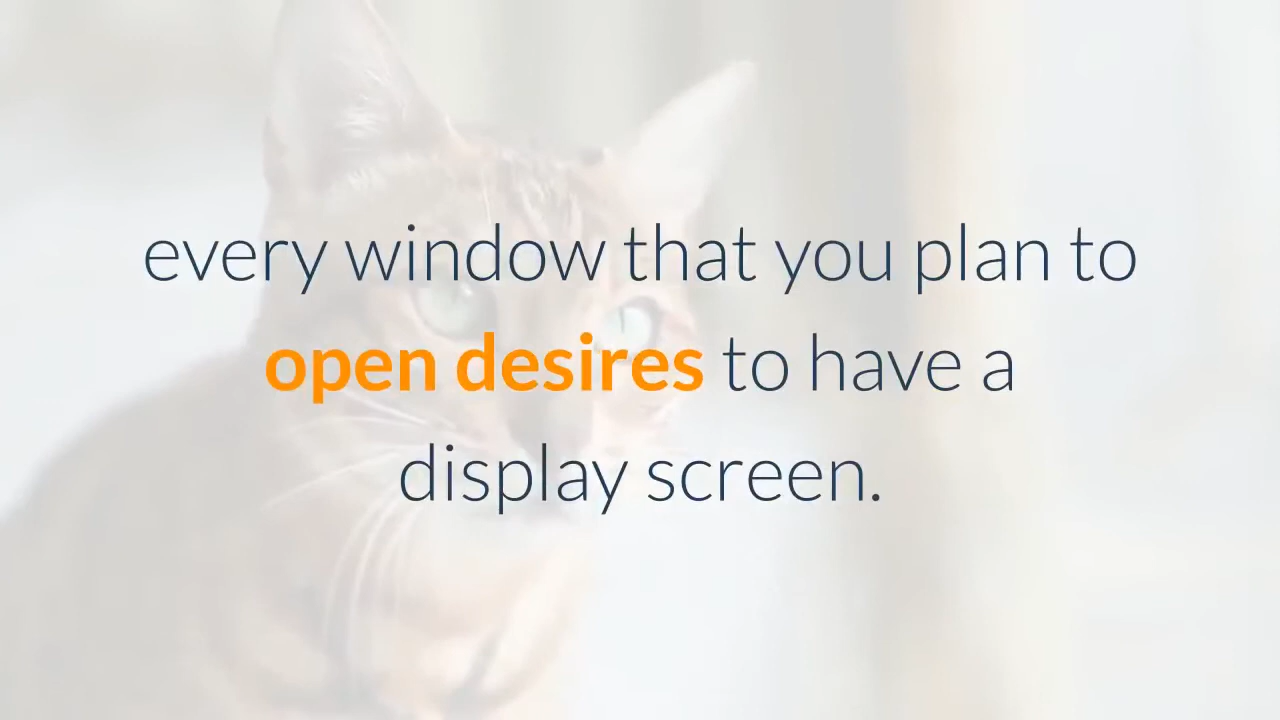 every window that you plan to
open desires to have a
display screen.